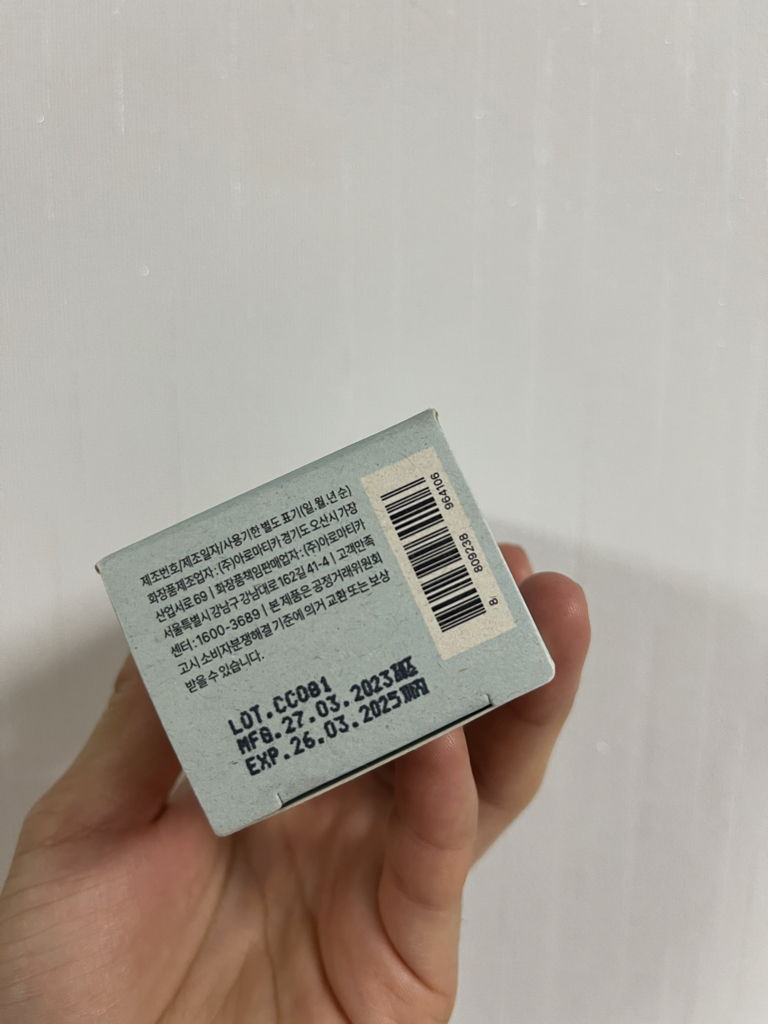 제조번호/제조일자/사용기한 별도 표기(일.월.년 순)
화장품제조업자 : (주)아로마티카 경기도 오산시 가장
산업서로 69 | 화장품책임판매업자 : (주)아로마티카
서울특별시 강남구 강남대로 162길 41-4 | 고객만족
센터 : 1600-3689 | 본 제품은 공정거래위원회
고시 소비자분쟁해결 기준에 의거 교환 또는 보상
받을 수 있습니다.
LOT.CC081
MFG.27.03.2023제조
EXP.26.03.2025까지
8 809238 964106